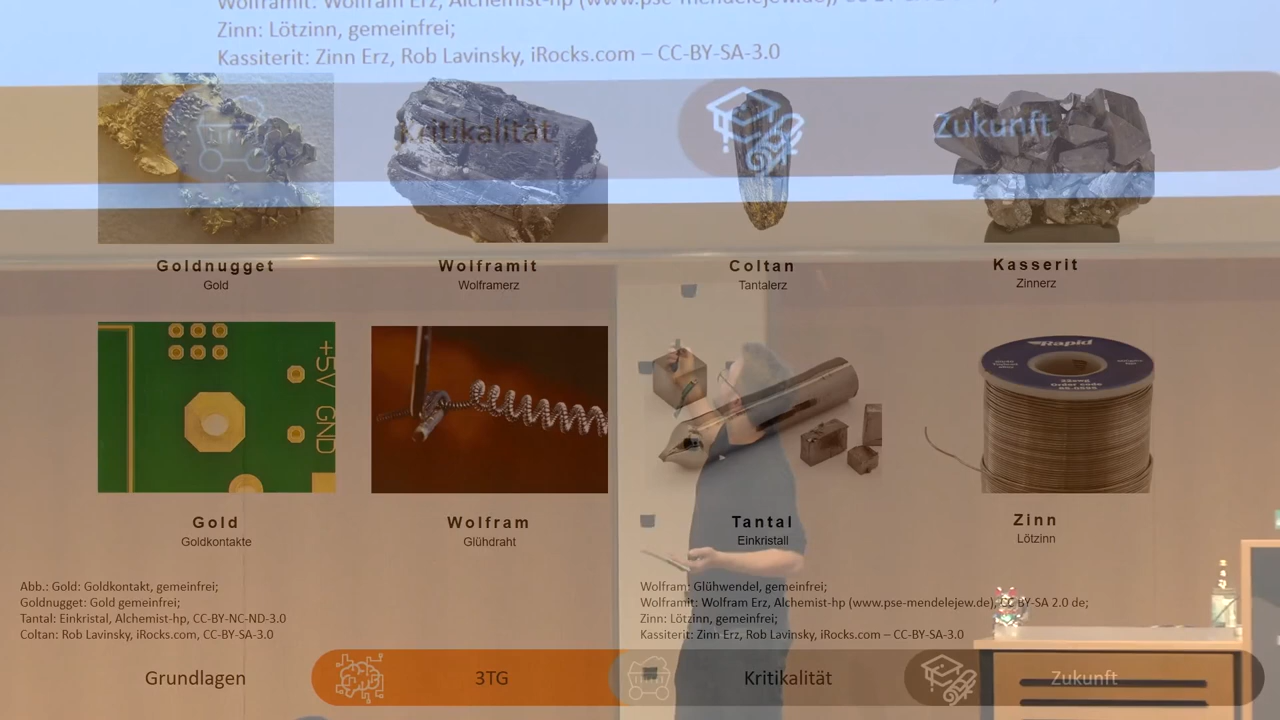 Wolframit: Wolfram Erz, Alchemist-hp (www.pse-mendelejew.de), CC BY-SA 2.0 de;
Zinn: Lötzinn, gemeinfrei;
Kassiterit: Zinn Erz, Rob Lavinsky, iRocks.com – CC-BY-SA-3.0
Kritikalität
Zukunft
Goldnugget
Gold
Wolframit
Wolframerz
Coltan
Tantalerz
Kasserit
Zinnerz
+5V
GND
Rapid
Gold
Goldkontakte
Wolfram
Glühdraht
Tantal
Einkristall
Zinn
Lötzinn
Abb.: Gold: Goldkontakt, gemeinfrei;
Goldnugget: Gold gemeinfrei;
Tantal: Einkristal, Alchemist-hp, CC-BY-NC-ND-3.0
Coltan: Rob Lavinsky, iRocks.com, CC-BY-SA-3.0
Wolfram: Glühwendel, gemeinfrei;
Wolframit: Wolfram Erz, Alchemist-hp (www.pse-mendelejew.de), CC BY-SA 2.0 de;
Zinn: Lötzinn, gemeinfrei;
Kassiterit: Zinn Erz, Rob Lavinsky, iRocks.com – CC-BY-SA-3.0
Grundlagen
3TG
Kritikalität
Zukunft